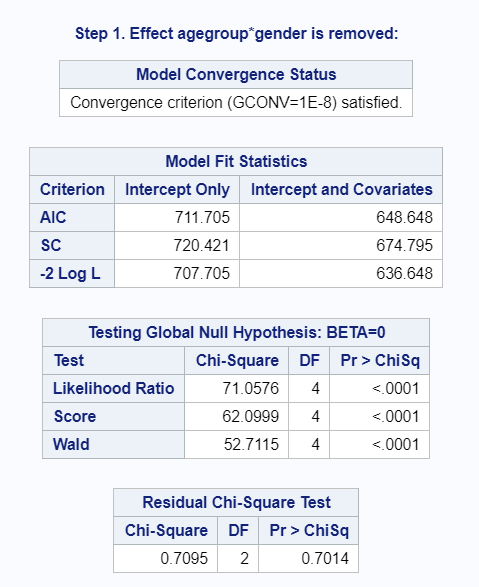 Step 1. Effect agegroup*gender is removed:
Model Convergence Status
Convergence criterion (GCONV=1E-8) satisfied.
Model Fit Statistics
Criterion Intercept Only Intercept and Covariates
AIC 711.705 648.648
SC 720.421 674.795
-2 Log L 707.705 636.648
Testing Global Null Hypothesis: BETA=0
Test Chi-Square DF Pr > ChiSq
Likelihood Ratio 71.0576 4 <.0001
Score 62.0999 4 <.0001
Wald 52.7115 4 <.0001
Residual Chi-Square Test
Chi-Square DF Pr > ChiSq
0.7095 2 0.7014